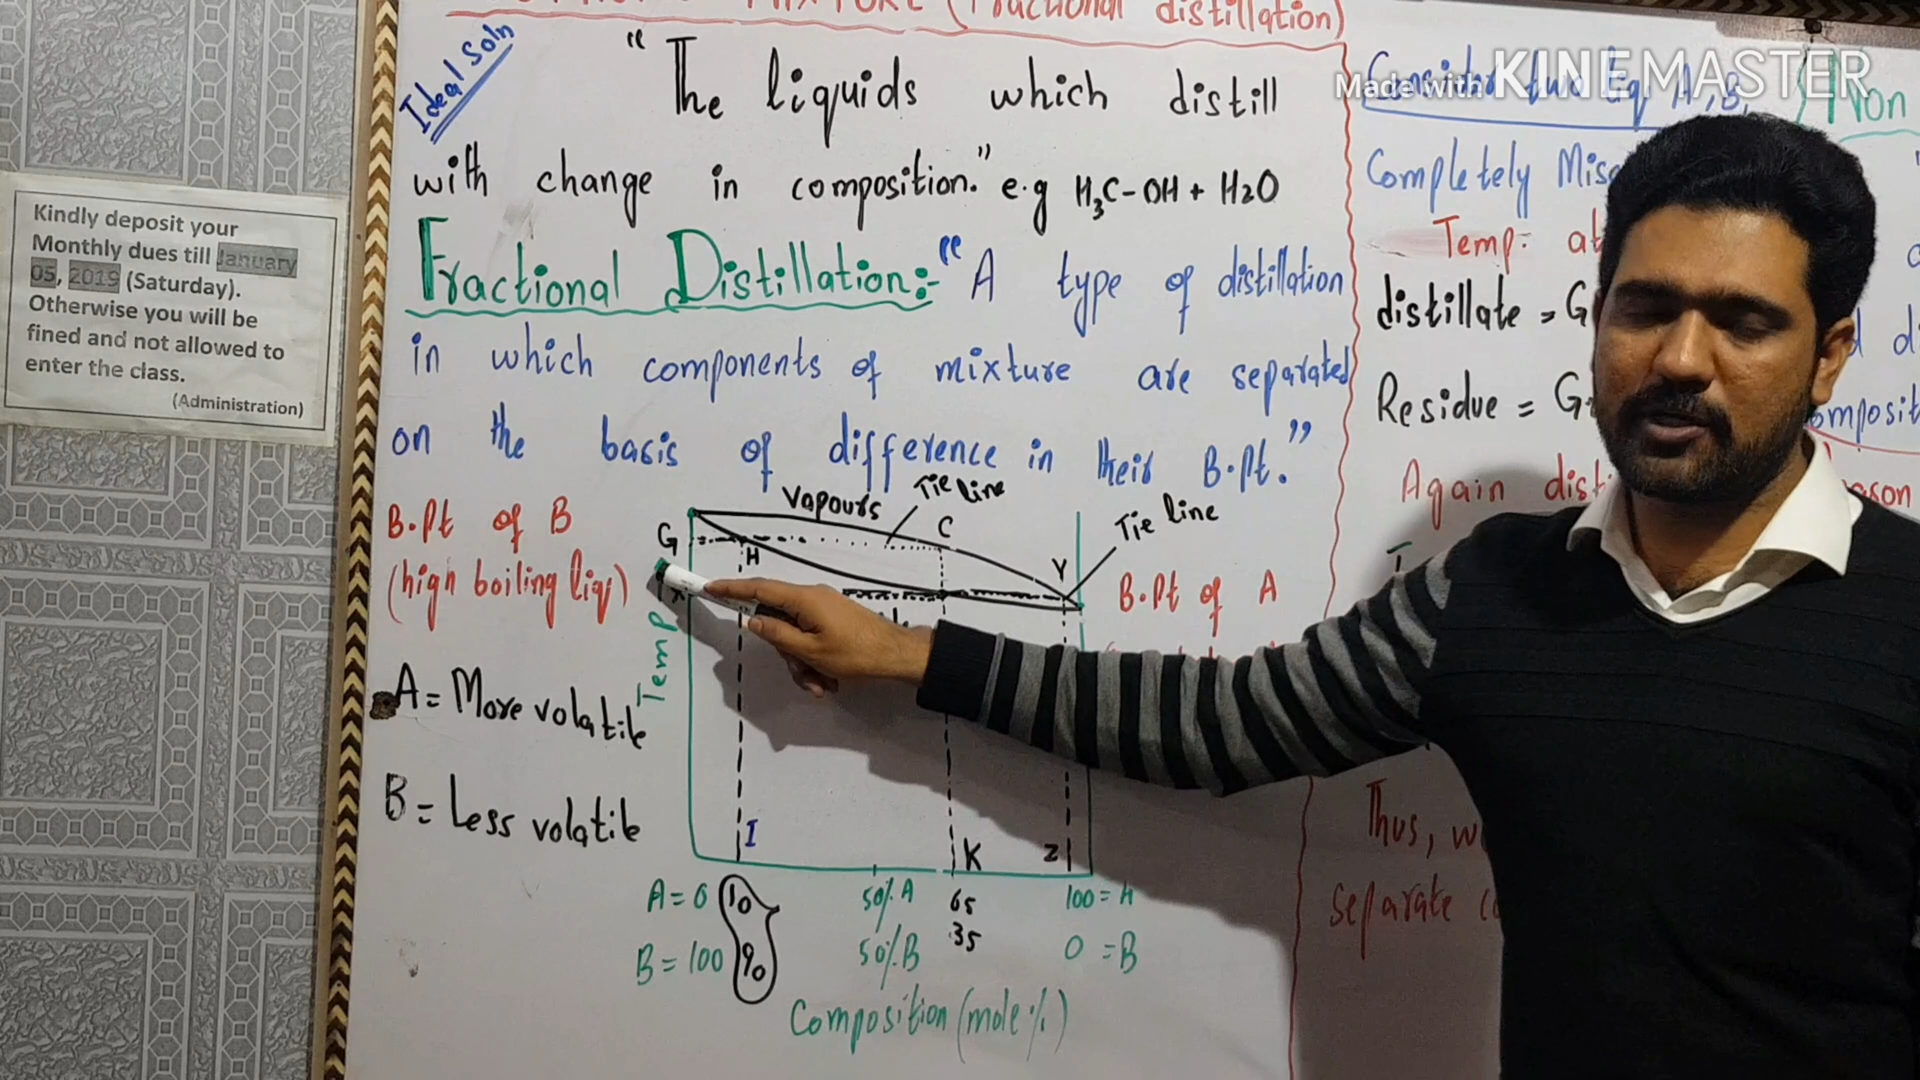 MIXTURE (Fractional distillation)
Ideal Soln
"The liquids which distill
with change in composition." e.g H3C-OH + H2O
Fractional Distillation:- "A type of distillation
in which components of mixture are separated
on the basis of difference in their B.pt."
B.Pt of B
(high boiling liq)
A = More volatile
B = Less volatile
Vapours
Tie line
Tie line
G
H
C
Y
X
Temp
B.Pt of A
I
K
Z
A = 0 10 50% A 65 100 = A
B = 100 90 50% B 35 0 = B
Composition (mole %)
Consider two liq A, B,
Completely
Temp: at
distillate = G
Residue = G
Again
Thus,
separate
Non
Made with KINEMASTER
Kindly deposit your
Monthly dues till January
05, 2019 (Saturday).
Otherwise you will be
fined and not allowed to
enter the class.
(Administration)